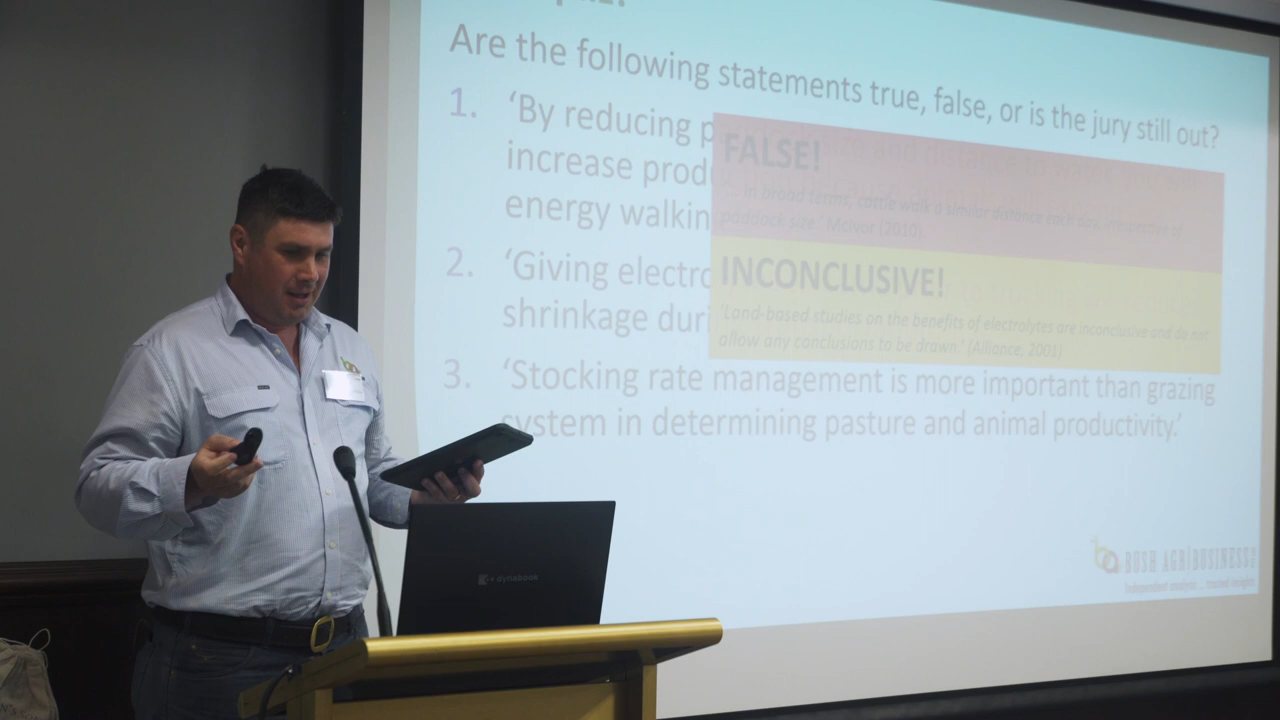 Are the following statements true, false, or is the jury still out?
1. ‘By reducing p
increase prod
energy walkin
FALSE!
‘... in broad terms, cattle walk a similar distance each day, irrespective of
paddock size.’ McIvor (2010)
2. ‘Giving electro
shrinkage duri
INCONCLUSIVE!
‘Land-based studies on the benefits of electrolytes are inconclusive and do not
allow any conclusions to be drawn.’ (Alliance, 2001)
3. ‘Stocking rate management is more important than grazing
system in determining pasture and animal productivity.’
BUSH AGRIBUSINESS
Independent analysis ... trusted insights
dynabook